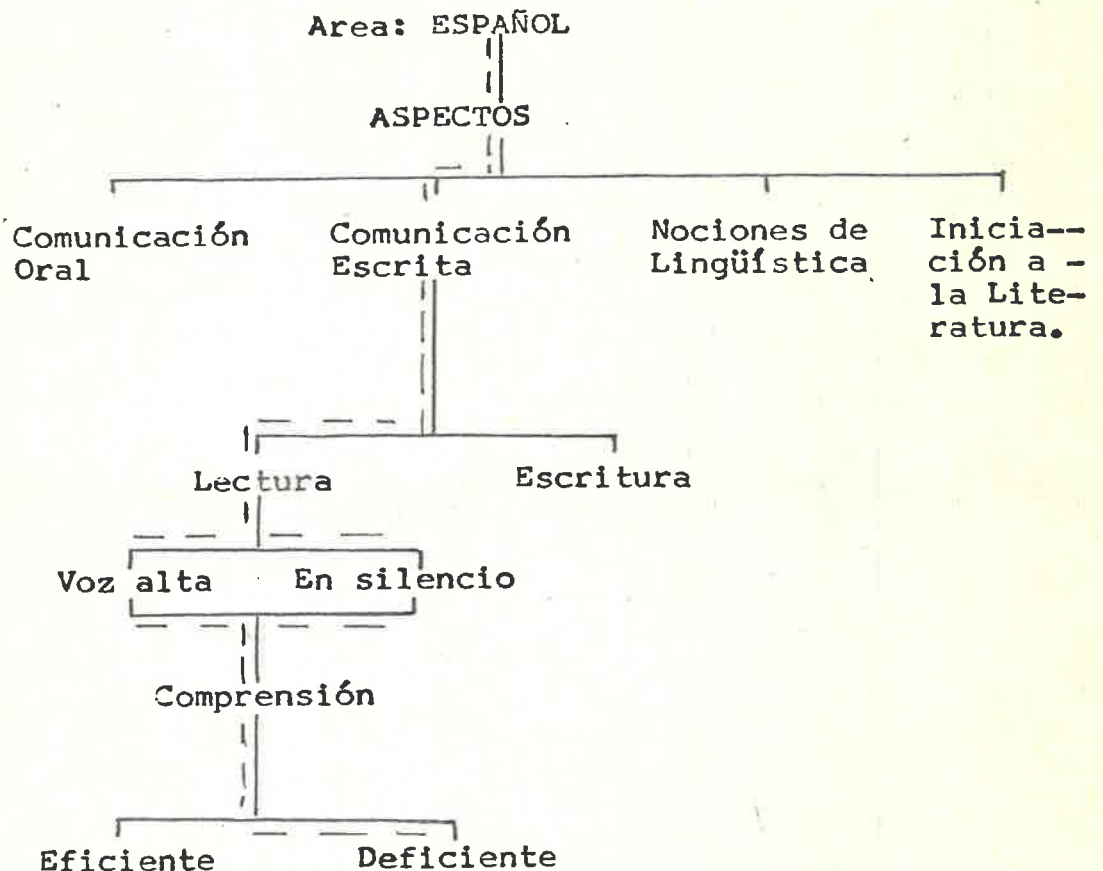 Area: ESPAÑOL
ASPECTOS
Comunicación Oral
Comunicación Escrita
Nociones de Lingüística
Inicia--
ción a -
la Lite-
ratura.
Lectura
Escritura
Voz alta
En silencio
Comprensión
Eficiente
Deficiente